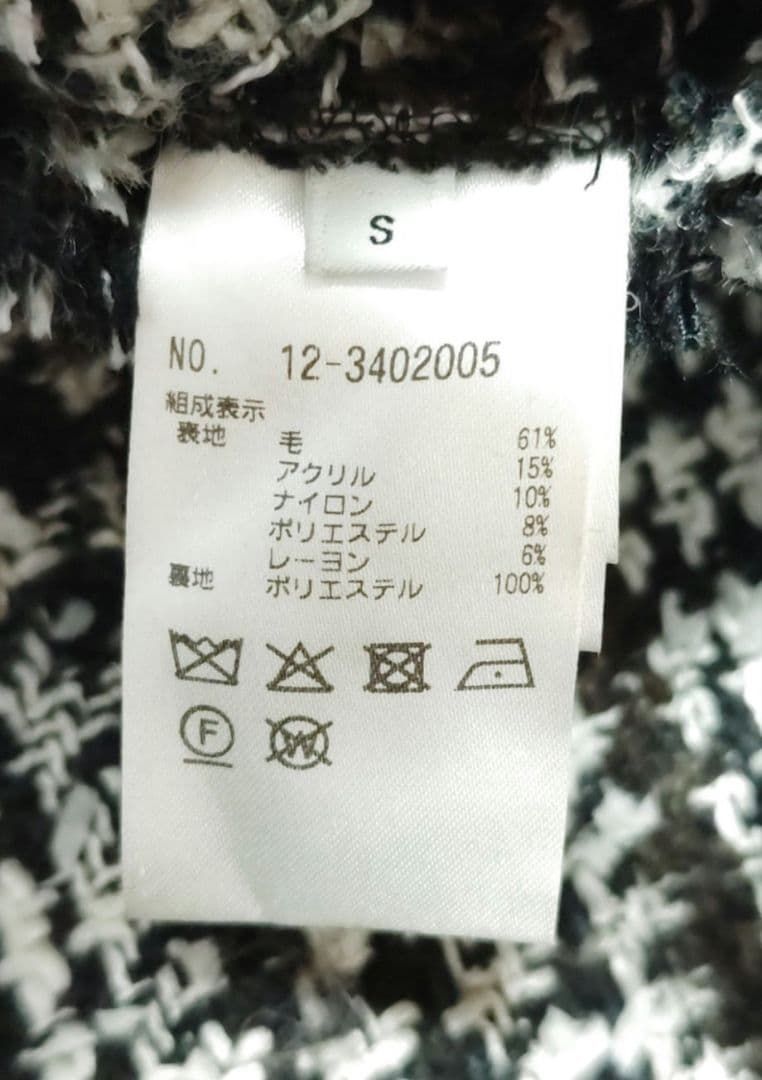 S
NO. 12-3402005
組成表示
表地 毛 61%
アクリル 15%
ナイロン 10%
ポリエステル 8%
レーヨン 6%
裏地 ポリエステル 100%
F W